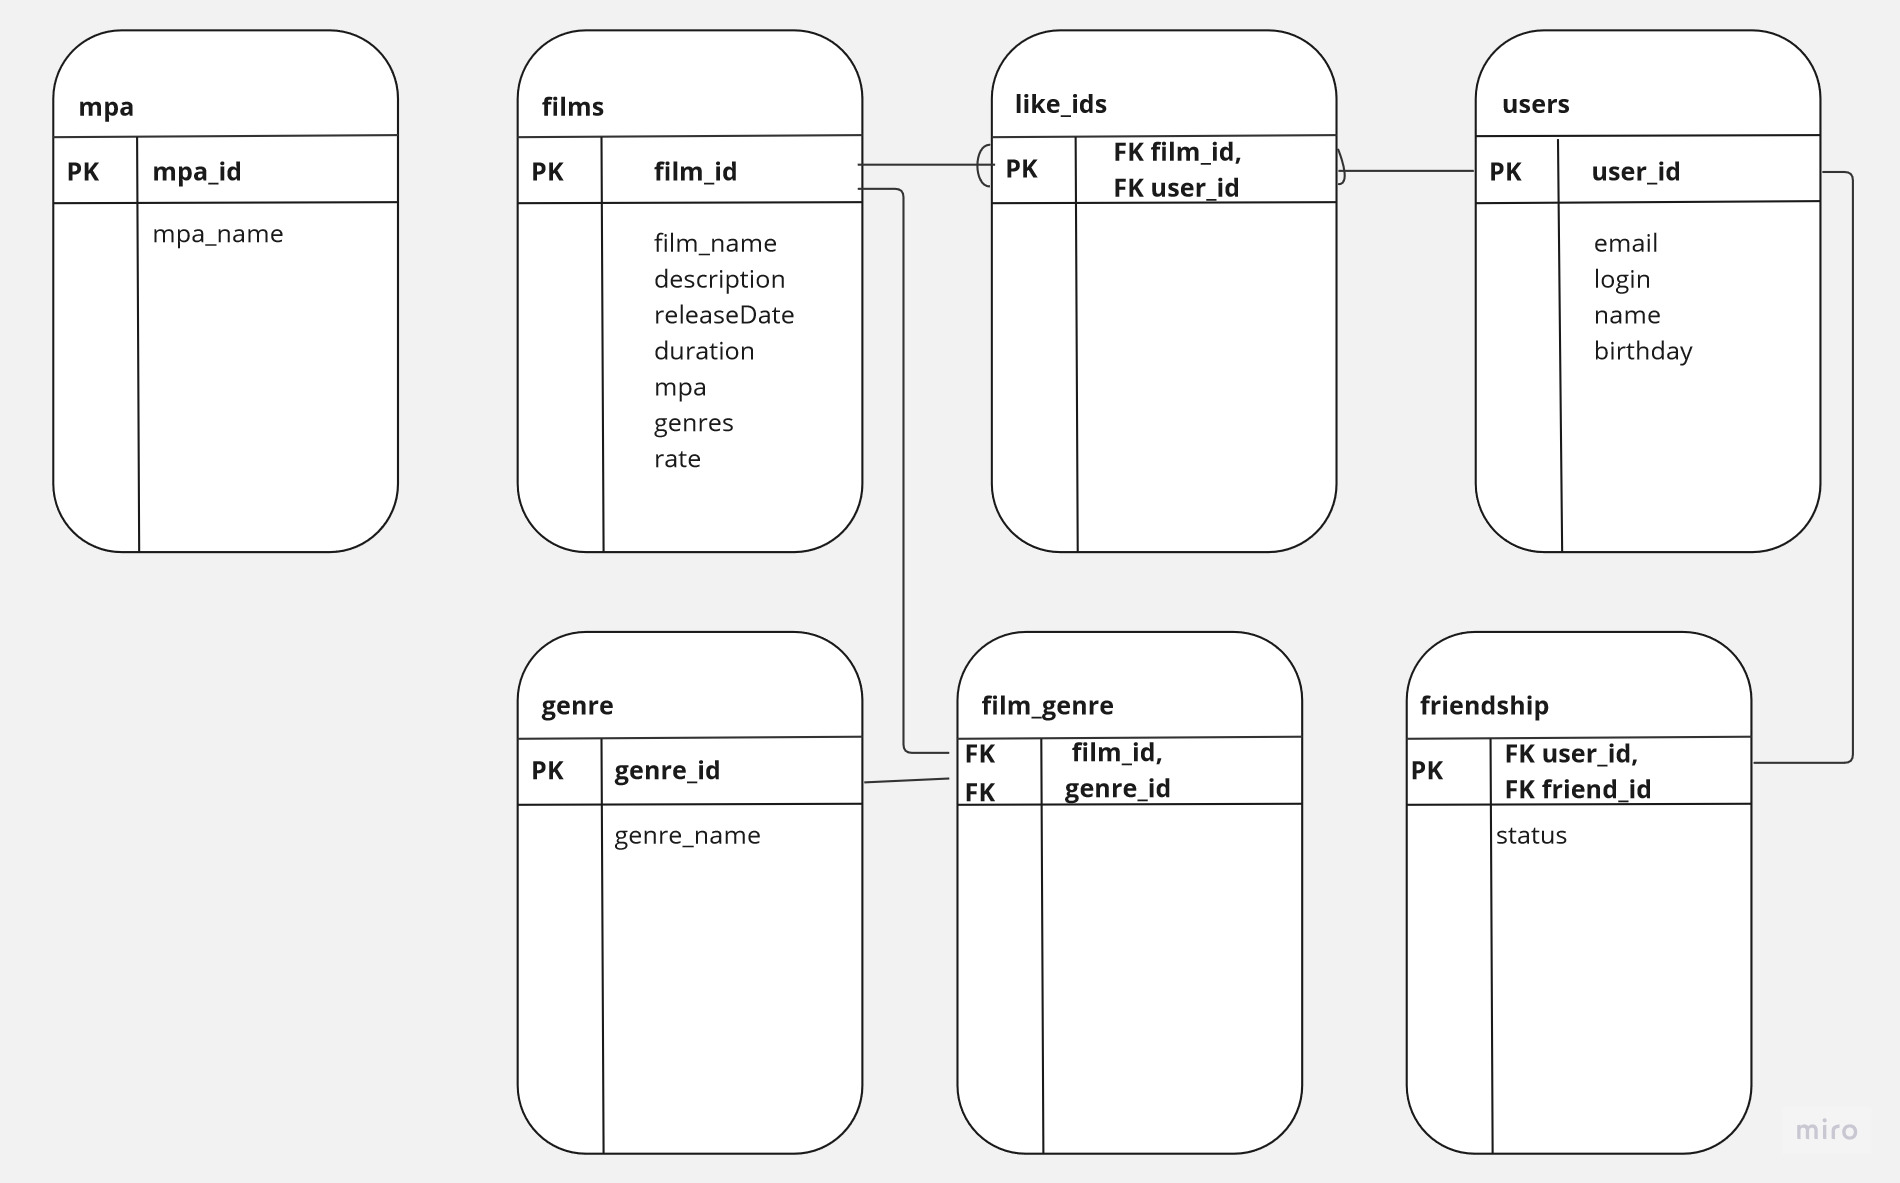 mpa
PK mpa_id
mpa_name
films
PK film_id
film_name
description
releaseDate
duration
mpa
genres
rate
like_ids
PK FK film_id,
FK user_id
users
PK user_id
email
login
name
birthday
genre
PK genre_id
genre_name
film_genre
FK film_id,
FK genre_id
friendship
PK FK user_id,
FK friend_id
status
miro